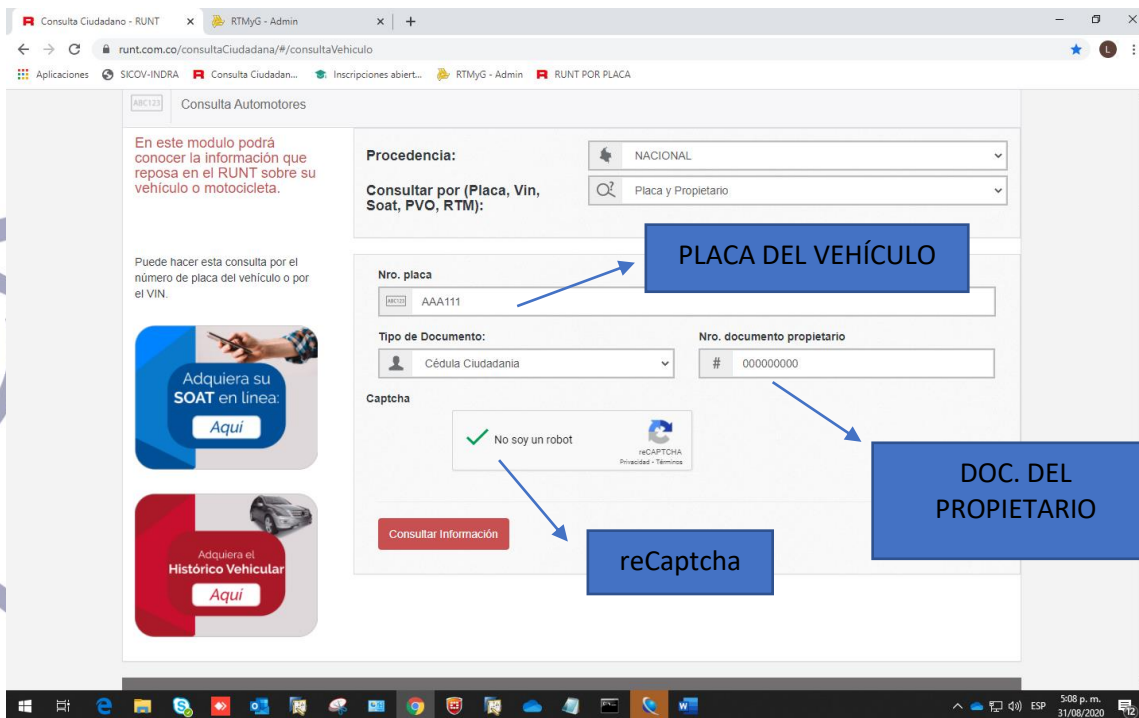 Consulta Ciudadano - RUNT
RTMyG - Admin
runt.com.co/consultaCiudadana/#/consultaVehiculo
L
Aplicaciones
SICOV-INDRA
Consulta Ciudadan...
Inscripciones abiert...
RTMyG - Admin
RUNT POR PLACA
ABC123
Consulta Automotores
En este modulo podrá
conocer la información que
reposa en el RUNT sobre su
vehículo o motocicleta.
Procedencia:
NACIONAL
Consultar por (Placa, Vin,
Soat, PVO, RTM):
Placa y Propietario
Puede hacer esta consulta por el
número de placa del vehículo o por
el VIN.
PLACA DEL VEHÍCULO
Nro. placa
ABC123
AAA111
Tipo de Documento:
Nro. documento propietario
Cédula Ciudadania
#
000000000
Captcha
No soy un robot
reCAPTCHA
Privacidad - Términos
Adquiera su
SOAT en línea:
Aquí
DOC. DEL
PROPIETARIO
Consultar Información
reCaptcha
Adquiera el
Histórico Vehicular
Aquí
ESP
5:08 p. m.
31/08/2020
12